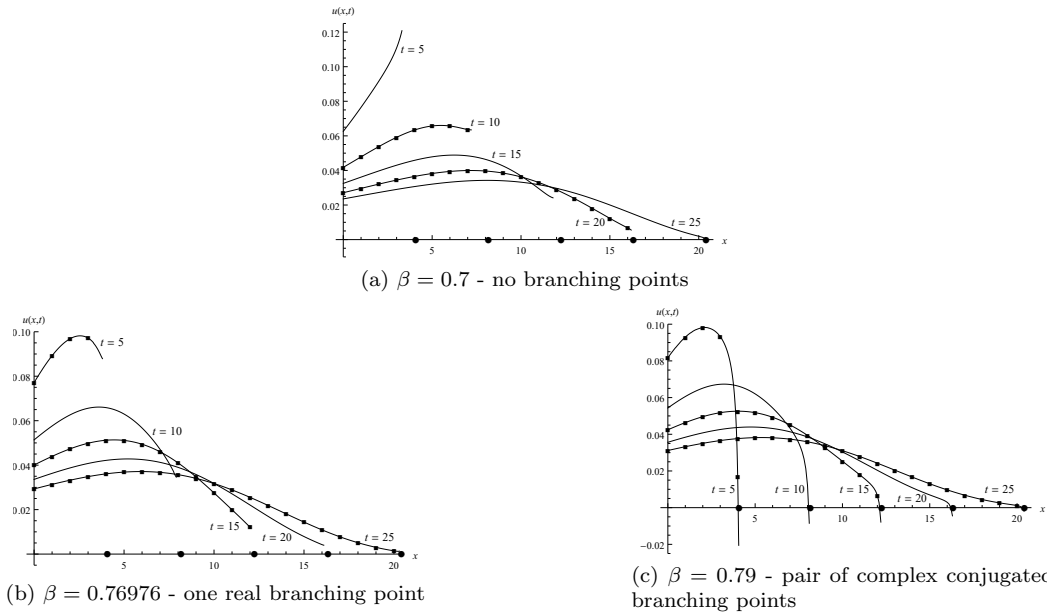 u(x,t)
0.12
0.10
0.08
0.06
0.04
0.02
t = 5
t = 10
t = 15
t = 20
t = 25
5
10
15
20
x
(a) β = 0.7 - no branching points
u(x,t)
0.10
0.08
0.06
0.04
0.02
t = 5
t = 10
t = 15
t = 20
t = 25
5
10
15
20
x
(b) β = 0.76976 - one real branching point
u(x,t)
0.10
0.08
0.06
0.04
0.02
−0.02
t = 5
t = 10
t = 15
t = 20
t = 25
5
10
15
20
x
(c) β = 0.79 - pair of complex conjugated
branching points